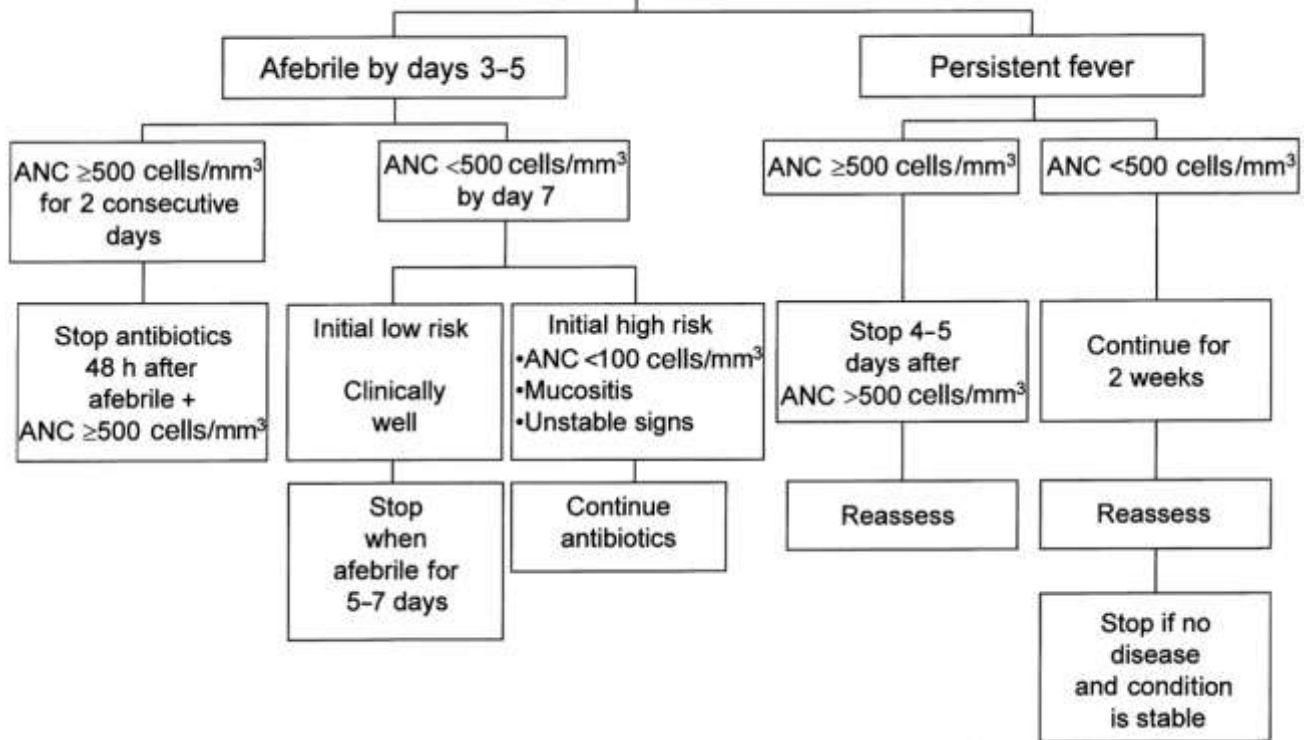 Afebrile by days 3–5
Persistent fever
ANC ≥500 cells/mm³
for 2 consecutive
days
ANC <500 cells/mm³
by day 7
ANC ≥500 cells/mm³
ANC <500 cells/mm³
Stop antibiotics
48 h after
afebrile +
ANC ≥500 cells/mm³
Initial low risk
Clinically
well
Initial high risk
•ANC <100 cells/mm³
•Mucositis
•Unstable signs
Stop 4–5
days after
ANC >500 cells/mm³
Continue for
2 weeks
Stop
when
afebrile for
5–7 days
Continue
antibiotics
Reassess
Reassess
Stop if no
disease
and condition
is stable